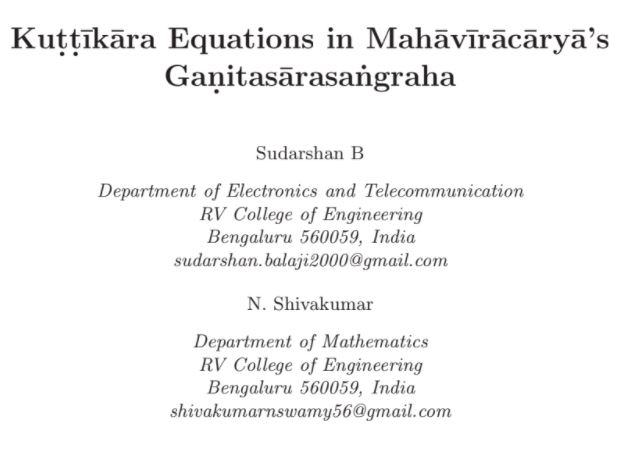 Kuṭṭīkāra Equations in Mahāvīrācāryā's
Gaṇitasārasaṅgraha
Sudarshan B
Department of Electronics and Telecommunication
RV College of Engineering
Bengaluru 560059, India
sudarshan.balaji2000@gmail.com
N. Shivakumar
Department of Mathematics
RV College of Engineering
Bengaluru 560059, India
shivakumarnswamy56@gmail.com